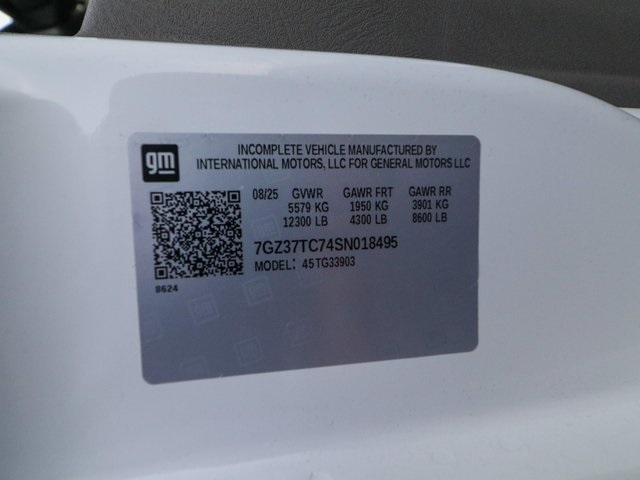 gm
INCOMPLETE VEHICLE MANUFACTURED BY
INTERNATIONAL MOTORS, LLC FOR GENERAL MOTORS LLC
08/25 GVWR GAWR FRT GAWR RR
5579 KG 1950 KG 3901 KG
12300 LB 4300 LB 8600 LB
7GZ37TC74SN018495
MODEL: 45TG33903
8624